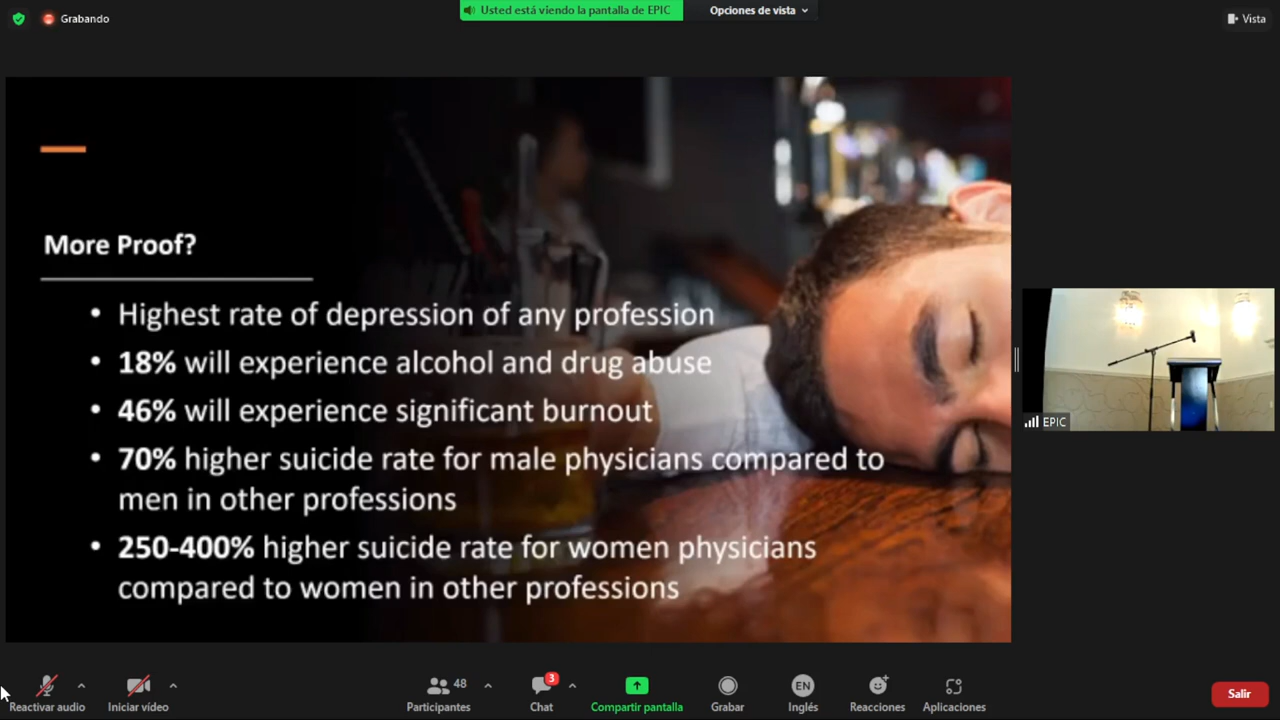 Grabando
Usted está viendo la pantalla de EPIC
Opciones de vista
Vista
More Proof?
• Highest rate of depression of any profession
• 18% will experience alcohol and drug abuse
• 46% will experience significant burnout
• 70% higher suicide rate for male physicians compared to
men in other professions
• 250-400% higher suicide rate for women physicians
compared to women in other professions
EPIC
Reactivar audio
Iniciar vídeo
48
Participantes
3
Chat
Compartir pantalla
Grabar
EN
Inglés
Reacciones
Aplicaciones
Salir